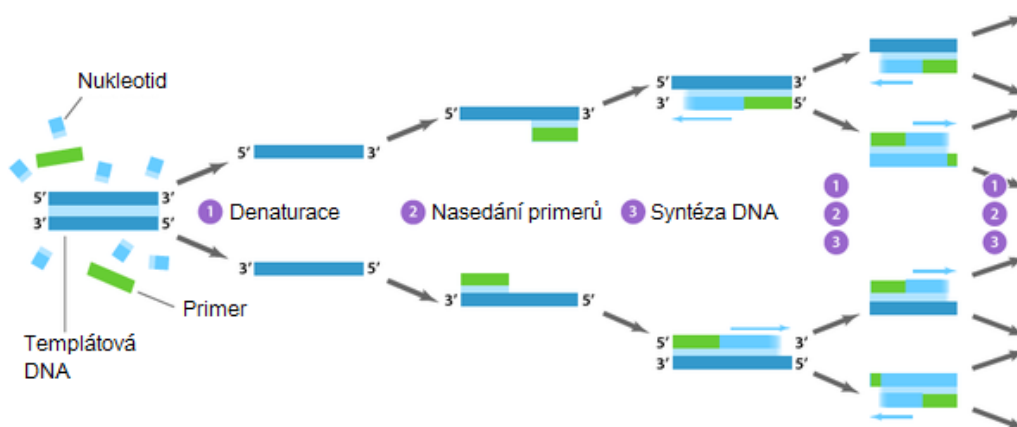 Nukleotid
5′ 3′
3′ 5′
Primer
Templátová
DNA
1 Denaturace
5′ 3′
3′ 5′
2 Nasedání primerů
5′ 3′
3′ 5′
3 Syntéza DNA
5′ 3′
3′ 5′
5′ 3′
3′ 5′
1
2
3
1
2
3